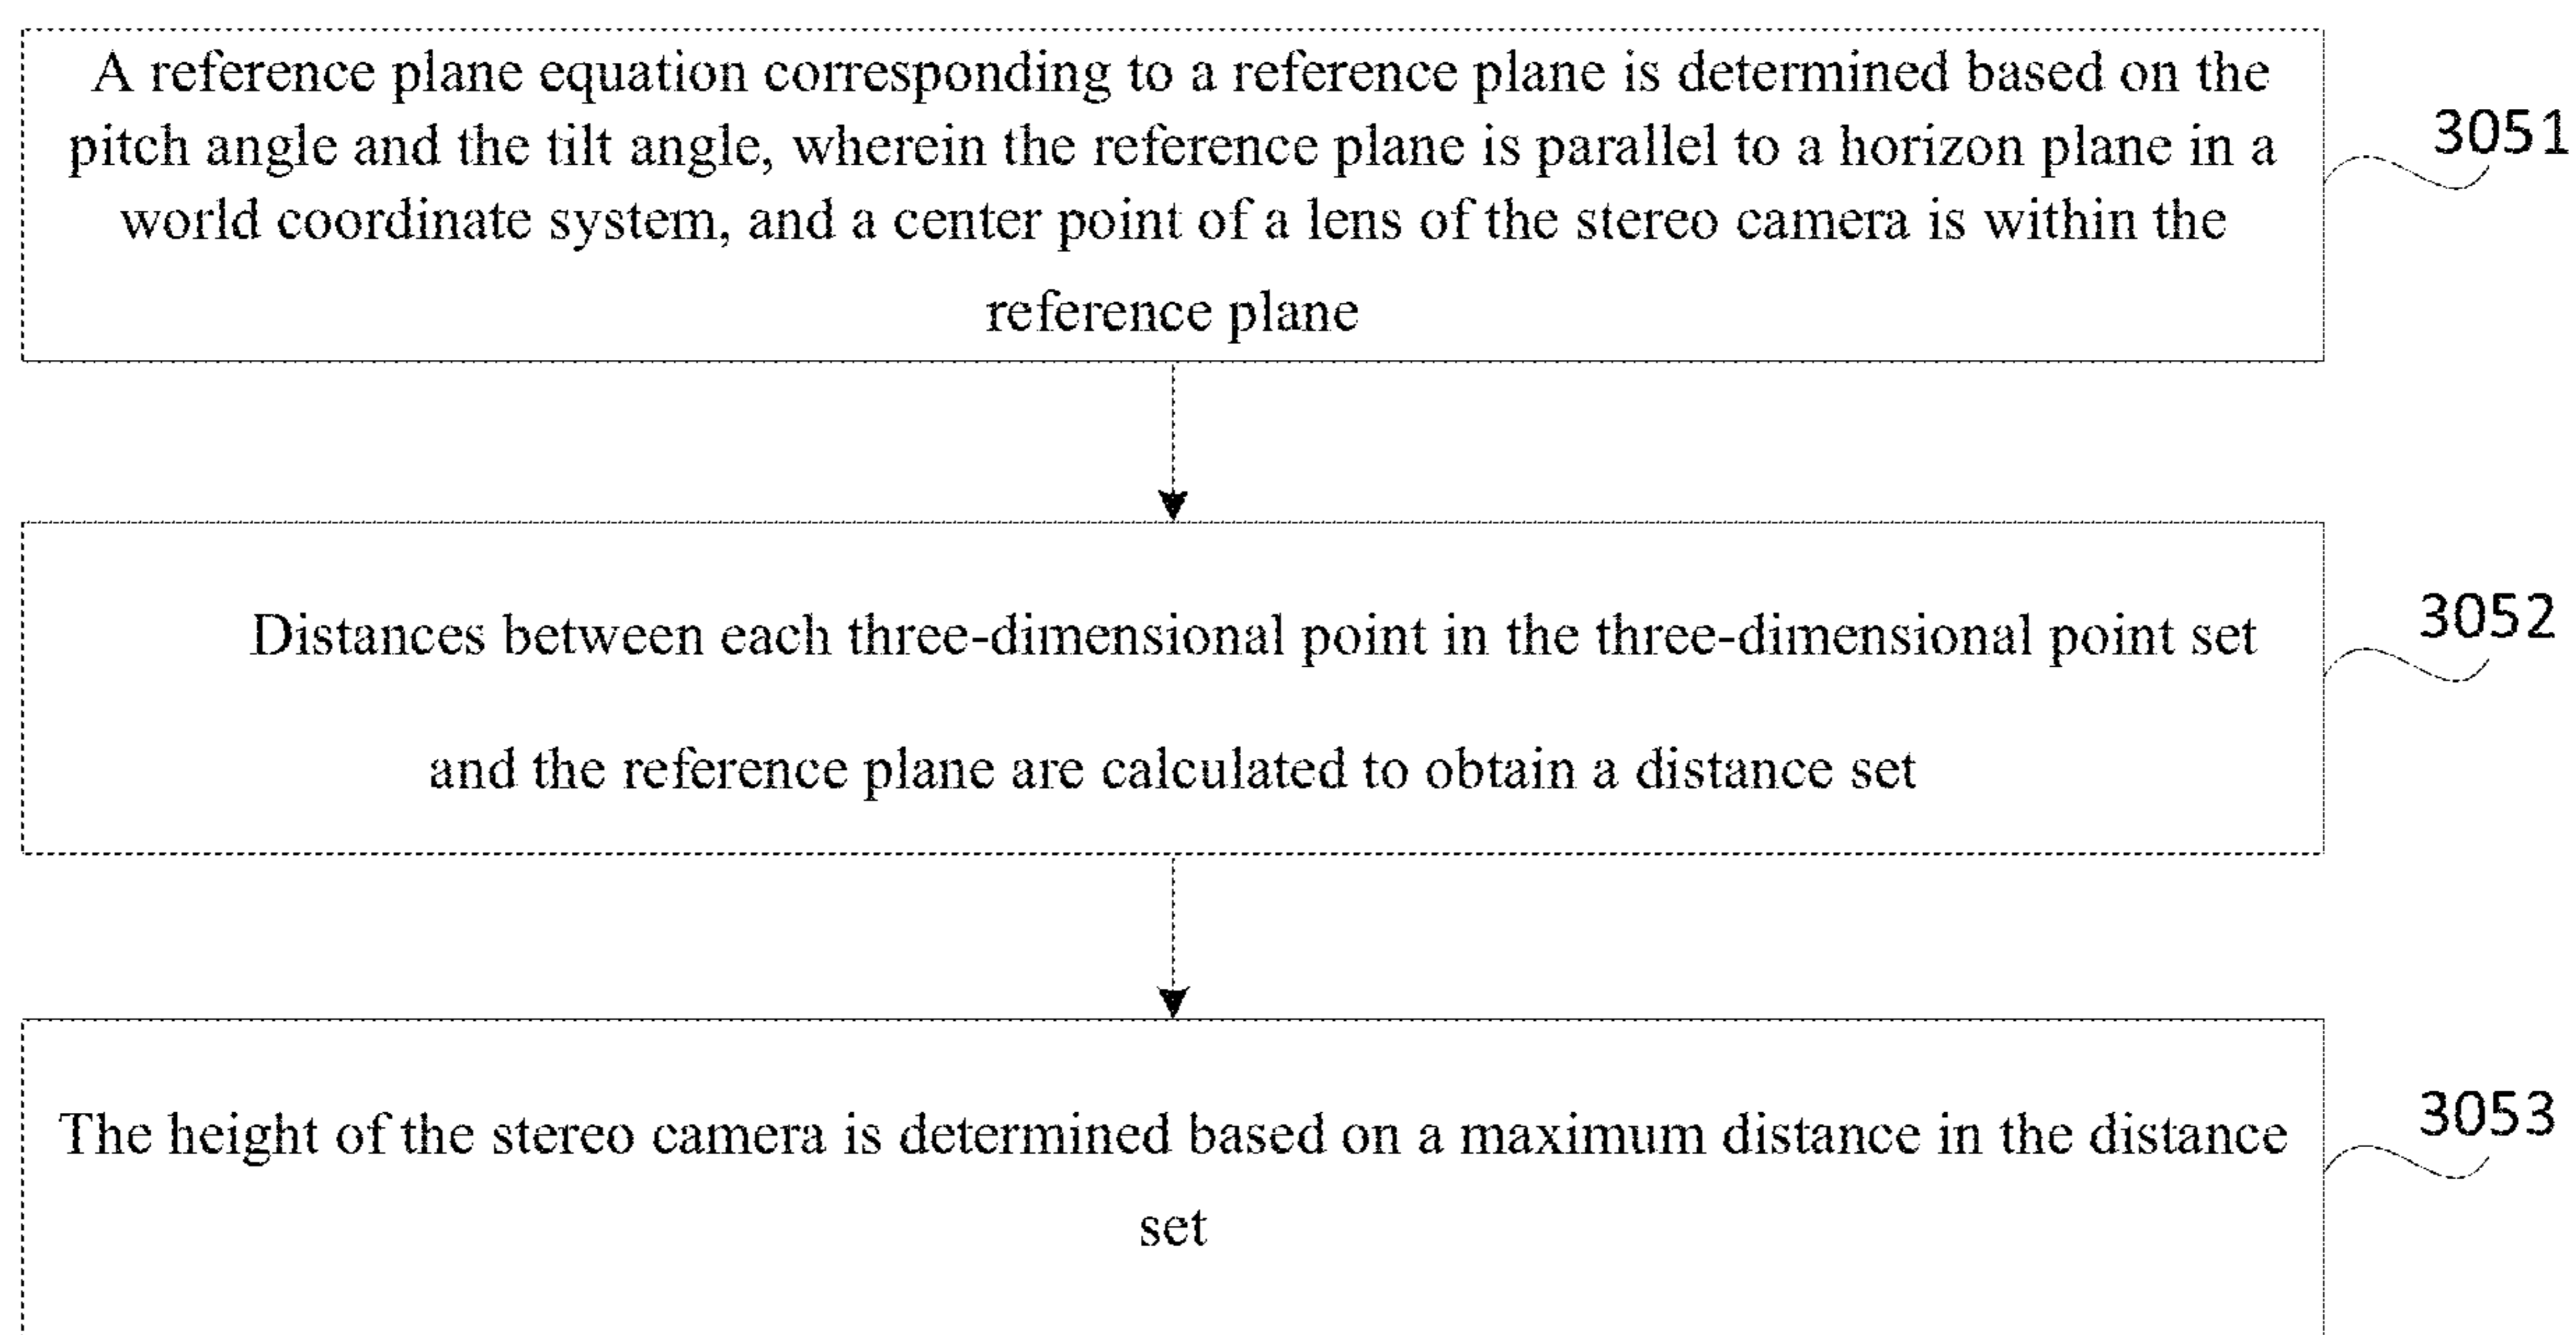 A reference plane equation corresponding to a reference plane is determined based on the
pitch angle and the tilt angle, wherein the reference plane is parallel to a horizon plane in a
world coordinate system, and a center point of a lens of the stereo camera is within the
reference plane
3051
Distances between each three-dimensional point in the three-dimensional point set
and the reference plane are calculated to obtain a distance set
3052
The height of the stereo camera is determined based on a maximum distance in the distance
set
3053